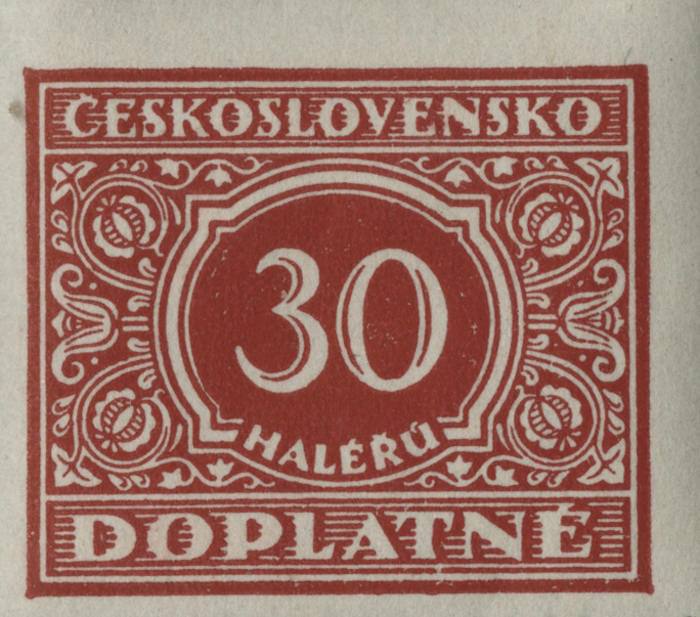 ČESKOSLOVENSKO
30
HALÉŘŮ
DOPLATNÉ